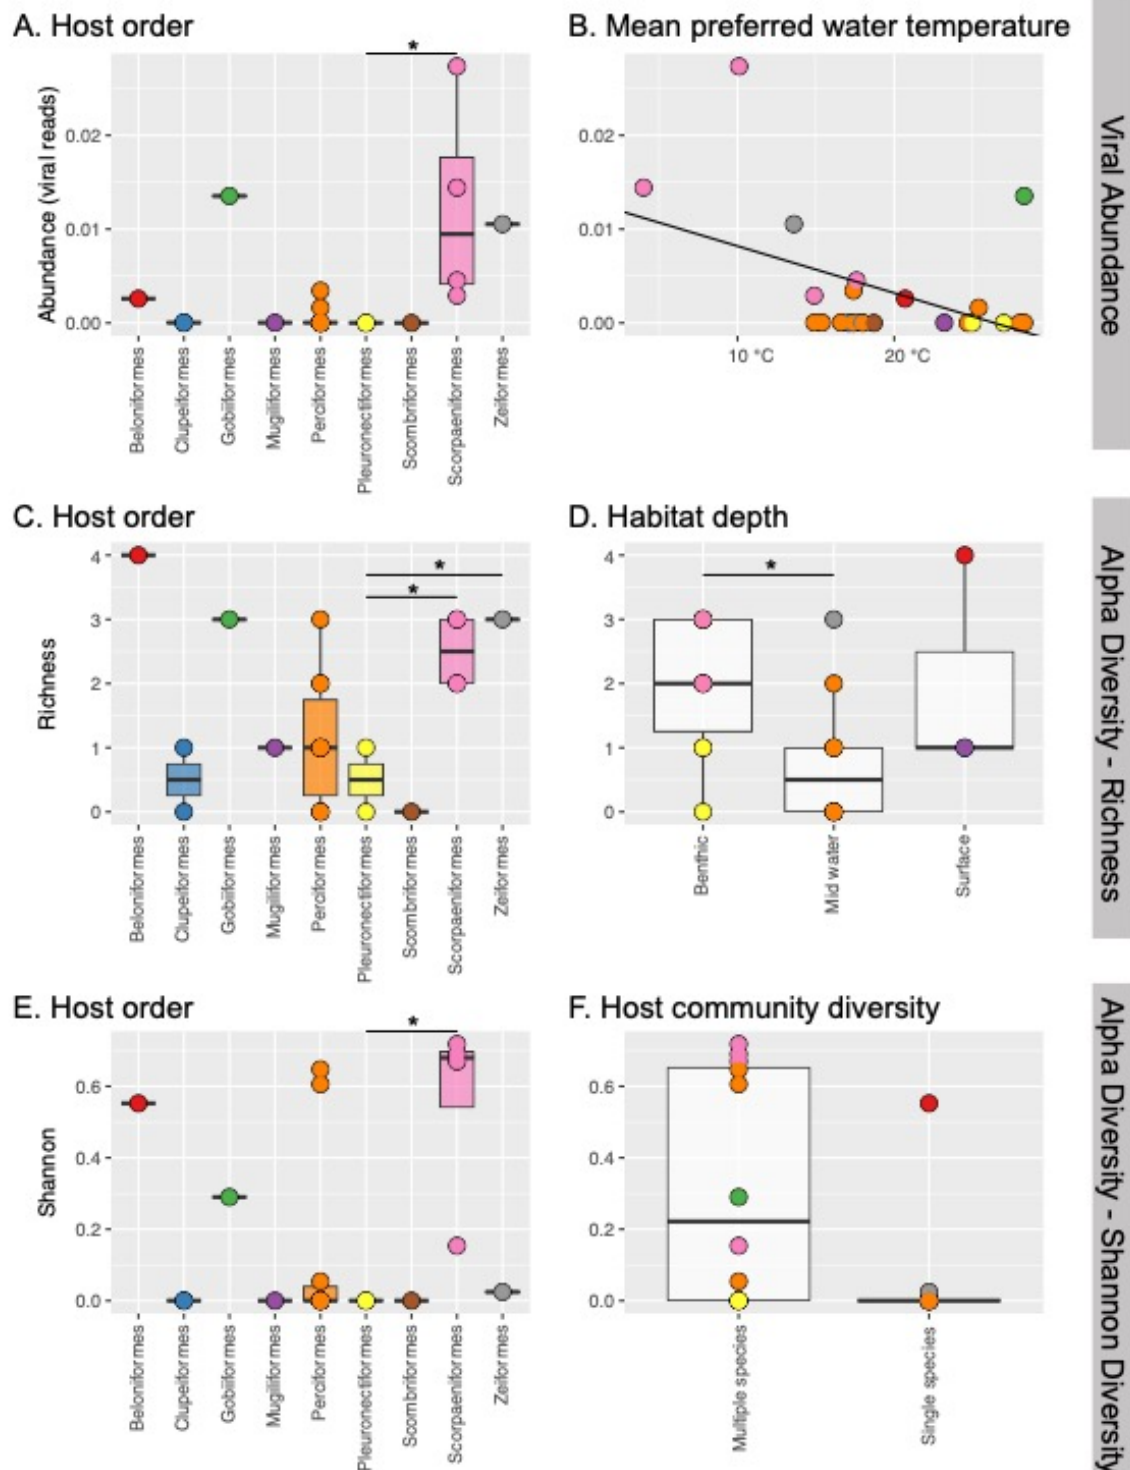 A. Host order
B. Mean preferred water temperature
*
Abundance (viral reads)
0.02
0.01
0.00
Beloniformes
Clupeiformes
Gobiiformes
Mugiliformes
Perciformes
Pleuronectiformes
Scombriformes
Scorpaeniformes
Zeiformes
0.02
0.01
0.00
10 °C
20 °C
Viral Abundance
C. Host order
D. Habitat depth
*
*
Richness
4
3
2
1
0
Beloniformes
Clupeiformes
Gobiiformes
Mugiliformes
Perciformes
Pleuronectiformes
Scombriformes
Scorpaeniformes
Zeiformes
*
4
3
2
1
0
Benthic
Mid water
Surface
Alpha Diversity - Richness
E. Host order
F. Host community diversity
*
Shannon
0.6
0.4
0.2
0.0
Beloniformes
Clupeiformes
Gobiiformes
Mugiliformes
Perciformes
Pleuronectiformes
Scombriformes
Scorpaeniformes
Zeiformes
0.6
0.4
0.2
0.0
Multiple species
Single species
Alpha Diversity - Shannon Diversity